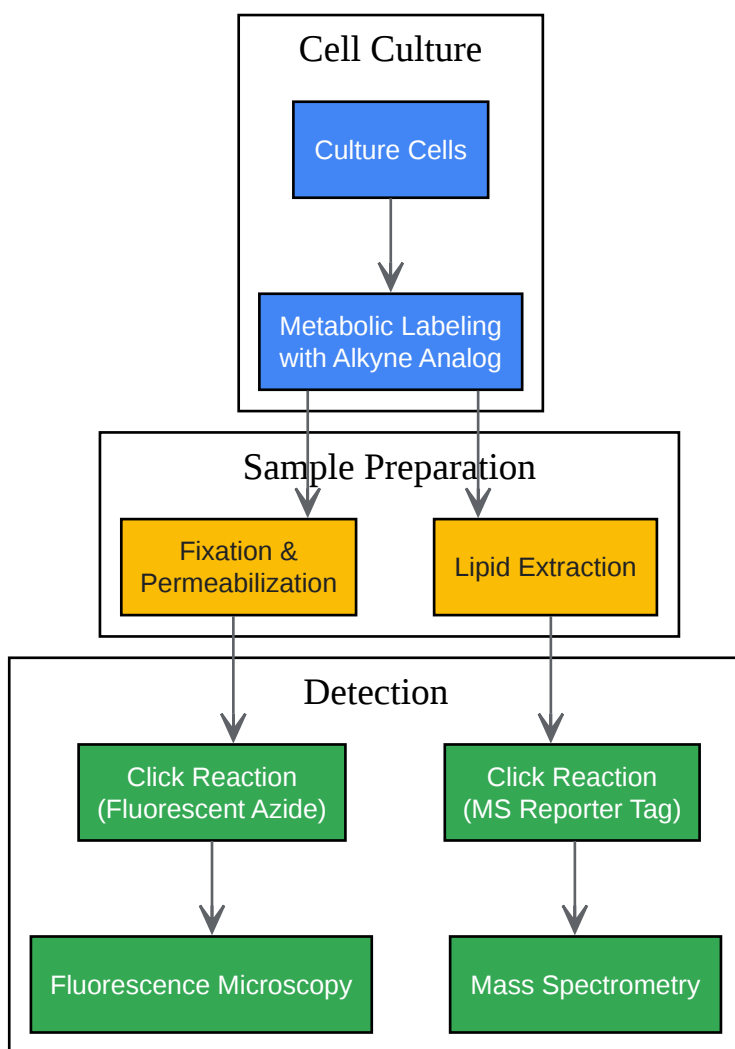 Cell Culture
Culture Cells
Metabolic Labeling
with Alkyne Analog
Sample Preparation
Fixation &
Permeabilization
Lipid Extraction
Detection
Click Reaction
(Fluorescent Azide)
Click Reaction
(MS Reporter Tag)
Fluorescence Microscopy
Mass Spectrometry